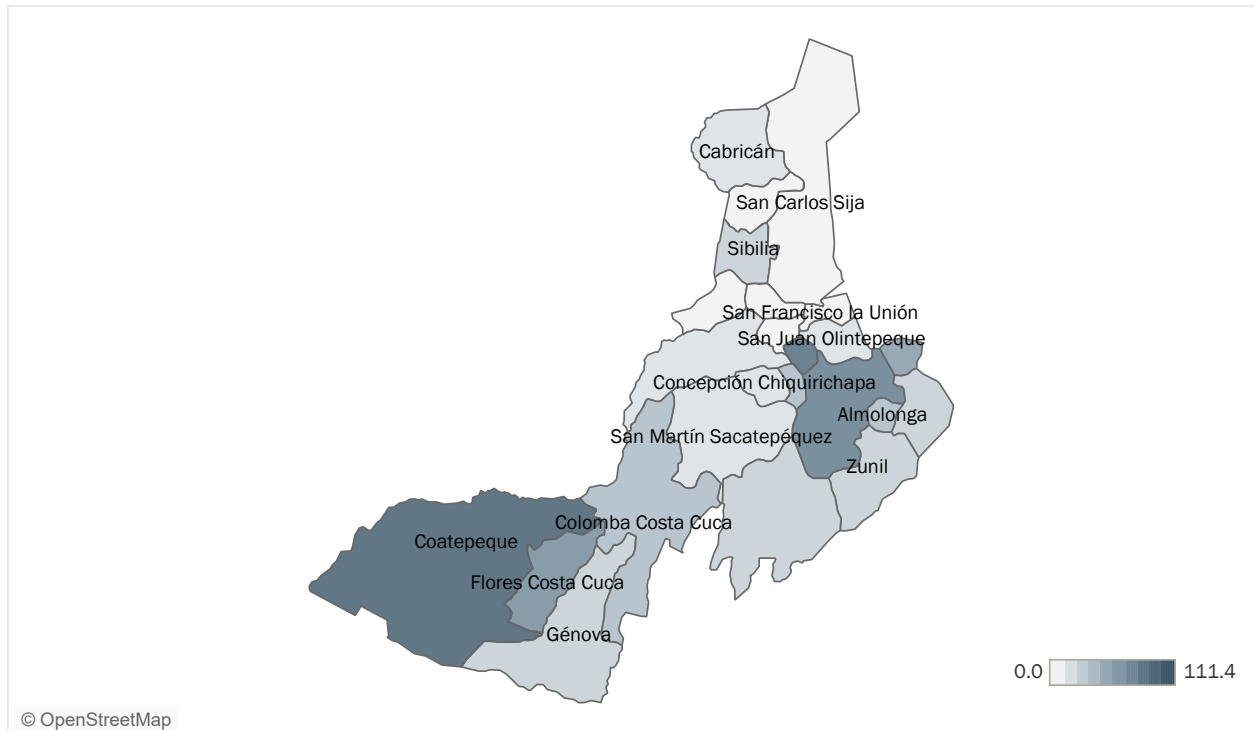 Cabricán
San Carlos Sija
Sibilia
San Francisco la Unión
San Juan Olintepeque
Concepción Chiquirichapa
Almolonga
San Martín Sacatepéquez
Zunil
Colomba Costa Cuca
Coatepeque
Flores Costa Cuca
Génova
0.0 111.4
© OpenStreetMap